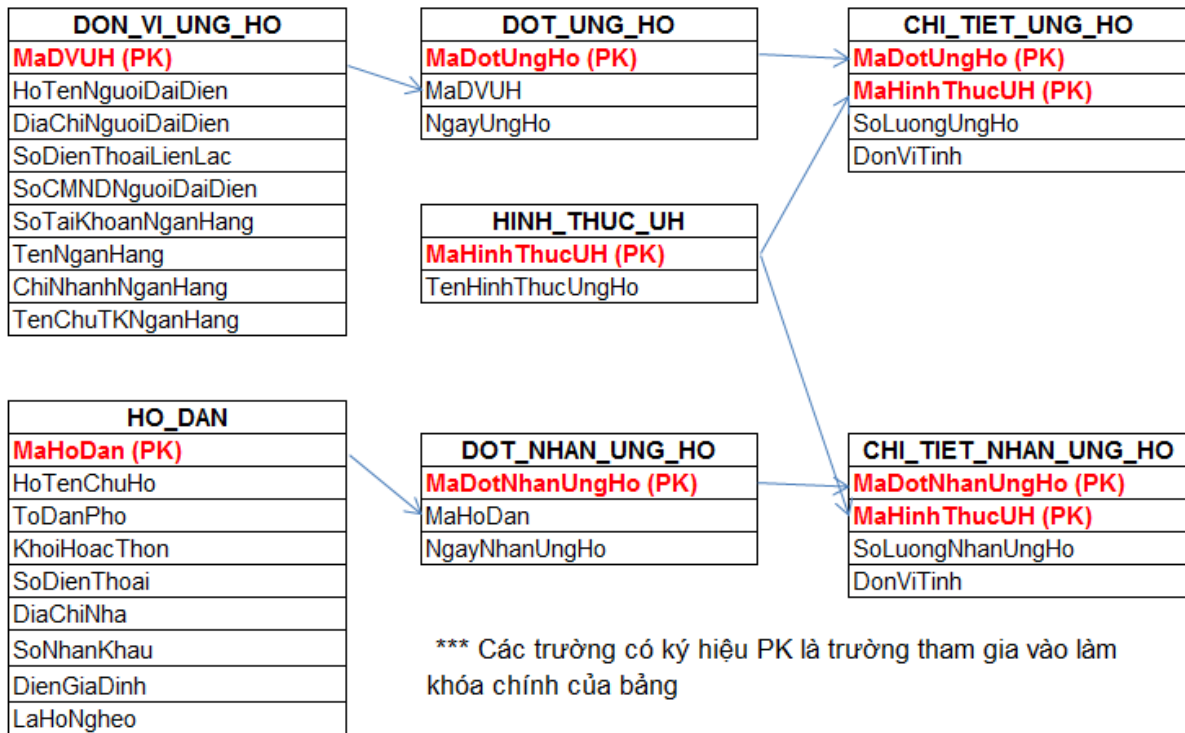 DON_VI_UNG_HO
MaDVUH (PK)
HoTenNguoiDaiDien
DiaChiNguoiDaiDien
SoDienThoaiLienLac
SoCMNDNguoiDaiDien
SoTaiKhoanNganHang
TenNganHang
ChiNhanhNganHang
TenChuTKNganHang
DOT_UNG_HO
MaDotUngHo (PK)
MaDVUH
NgayUngHo
CHI_TIET_UNG_HO
MaDotUngHo (PK)
MaHinhThucUH (PK)
SoLuongUngHo
DonViTinh
HINH_THUC_UH
MaHinhThucUH (PK)
TenHinhThucUngHo
HO_DAN
MaHoDan (PK)
HoTenChuHo
ToDanPho
KhoiHoacThon
SoDienThoai
DiaChiNha
SoNhanKhau
DienGiaDinh
LaHoNgheo
DOT_NHAN_UNG_HO
MaDotNhanUngHo (PK)
MaHoDan
NgayNhanUngHo
CHI_TIET_NHAN_UNG_HO
MaDotNhanUngHo (PK)
MaHinhThucUH (PK)
SoLuongNhanUngHo
DonViTinh
*** Các trường có ký hiệu PK là trường tham gia vào làm
khóa chính của bảng